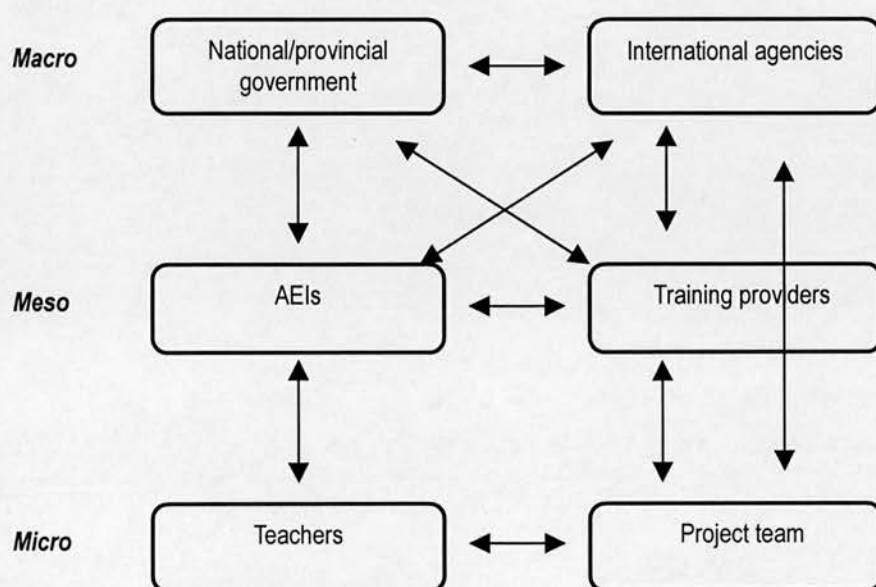 Macro
National/provincial
government
International agencies
Meso
AEIs
Training providers
Micro
Teachers
Project team